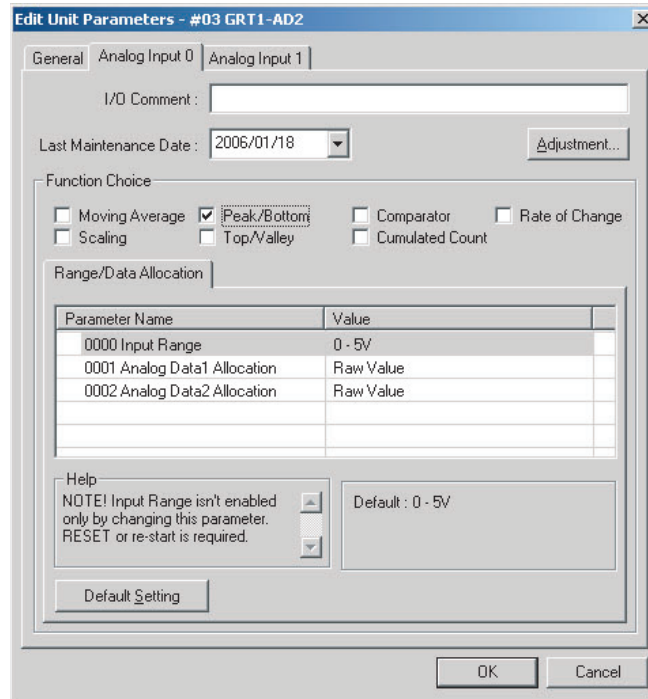 Edit Unit Parameters - #03 GRT1-AD2
General Analog Input 0 Analog Input 1
I/O Comment :
Last Maintenance Date : 2006/01/18 Adjustment...
Function Choice
Moving Average Peak/Bottom Comparator Rate of Change
Scaling Top/Valley Cumulated Count
Range/Data Allocation
Parameter Name Value
0000 Input Range 0 - 5V
0001 Analog Data1 Allocation Raw Value
0002 Analog Data2 Allocation Raw Value
Help
NOTE! Input Range isn't enabled
only by changing this parameter.
RESET or re-start is required.
Default : 0 - 5V
Default Setting
OK Cancel